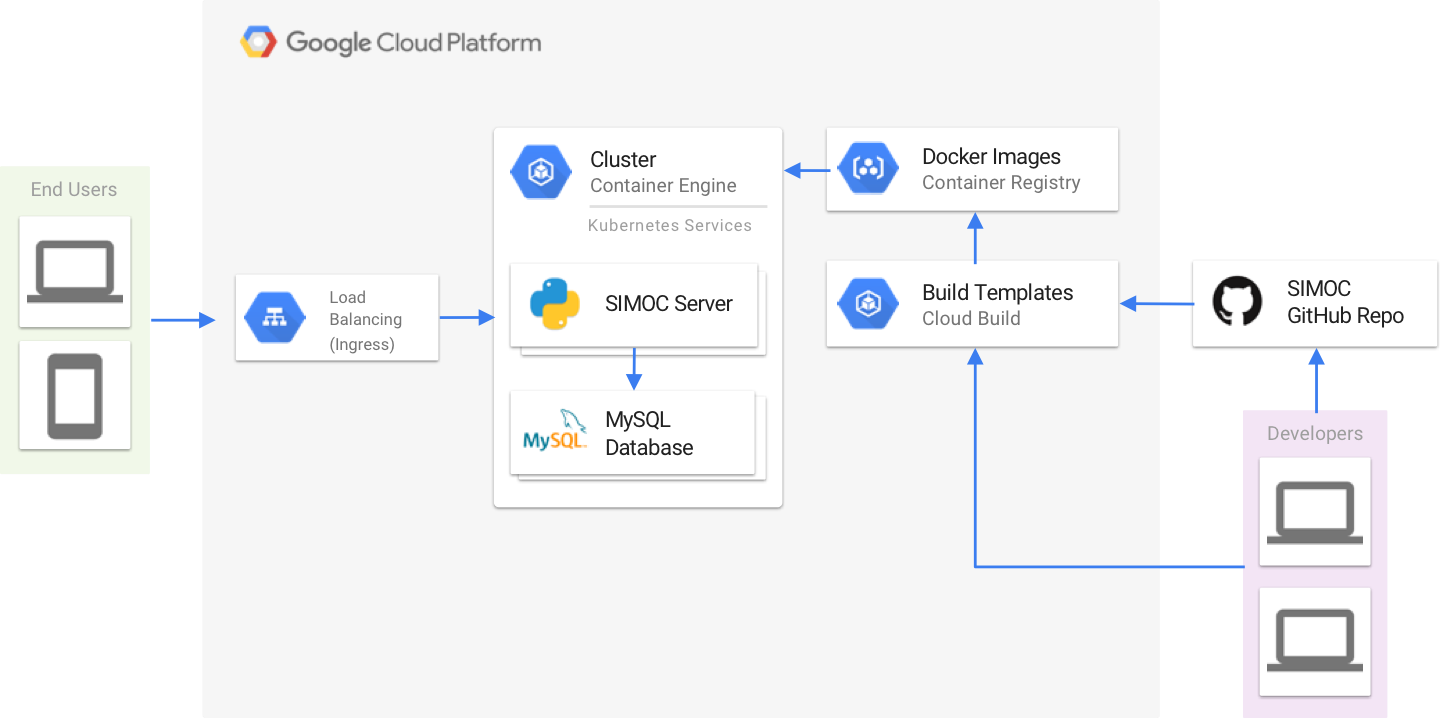 Google Cloud Platform
End Users
Load
Balancing
(Ingress)
Cluster
Container Engine
Kubernetes Services
SIMOC Server
MySQL
MySQL
Database
Docker Images
Container Registry
Build Templates
Cloud Build
SIMOC
GitHub Repo
Developers